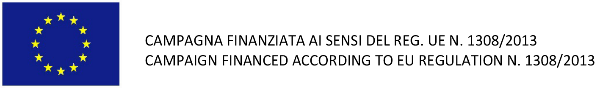 CAMPAGNA FINANZIATA AI SENSI DEL REG. UE N. 1308/2013
CAMPAIGN FINANCED ACCORDING TO EU REGULATION N. 1308/2013